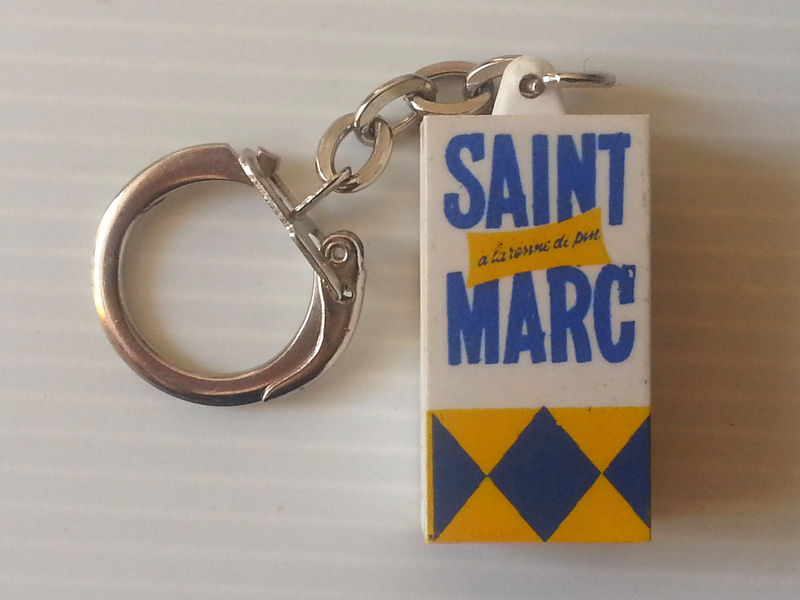 SAINT
à la résine de pin
MARC